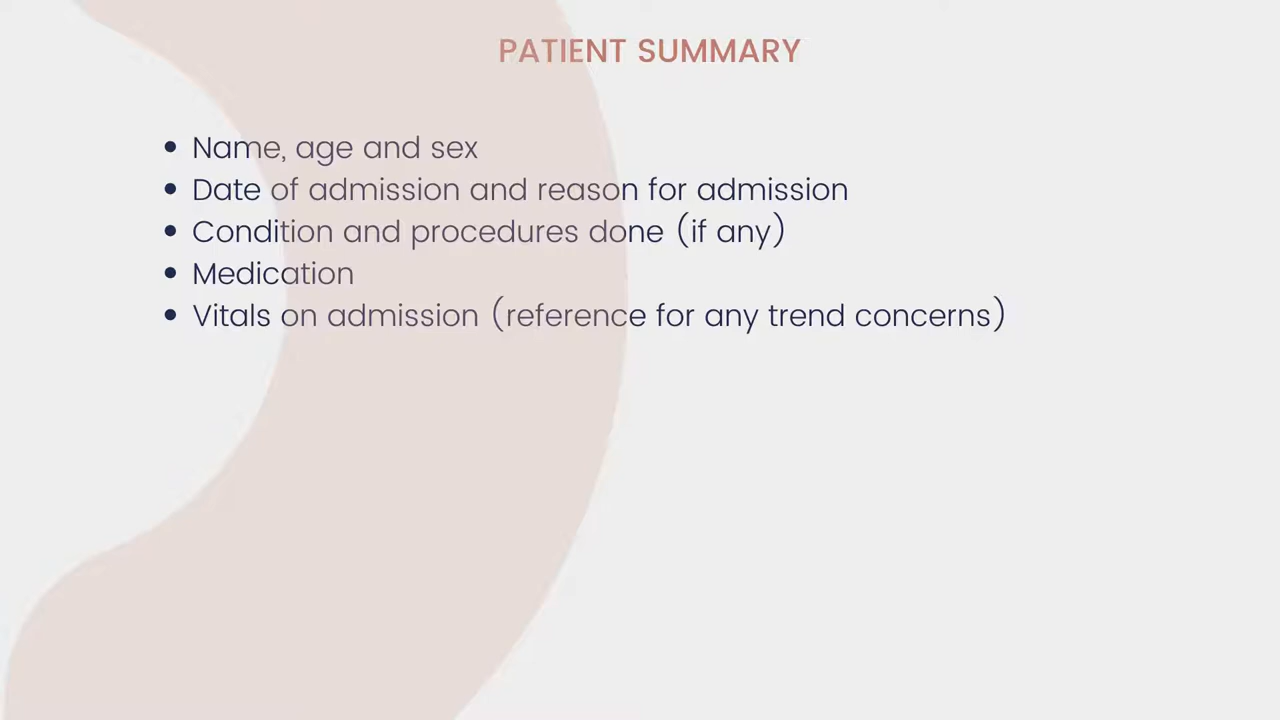 PATIENT SUMMARY
• Name, age and sex
• Date of admission and reason for admission
• Condition and procedures done (if any)
• Medication
• Vitals on admission (reference for any trend concerns)